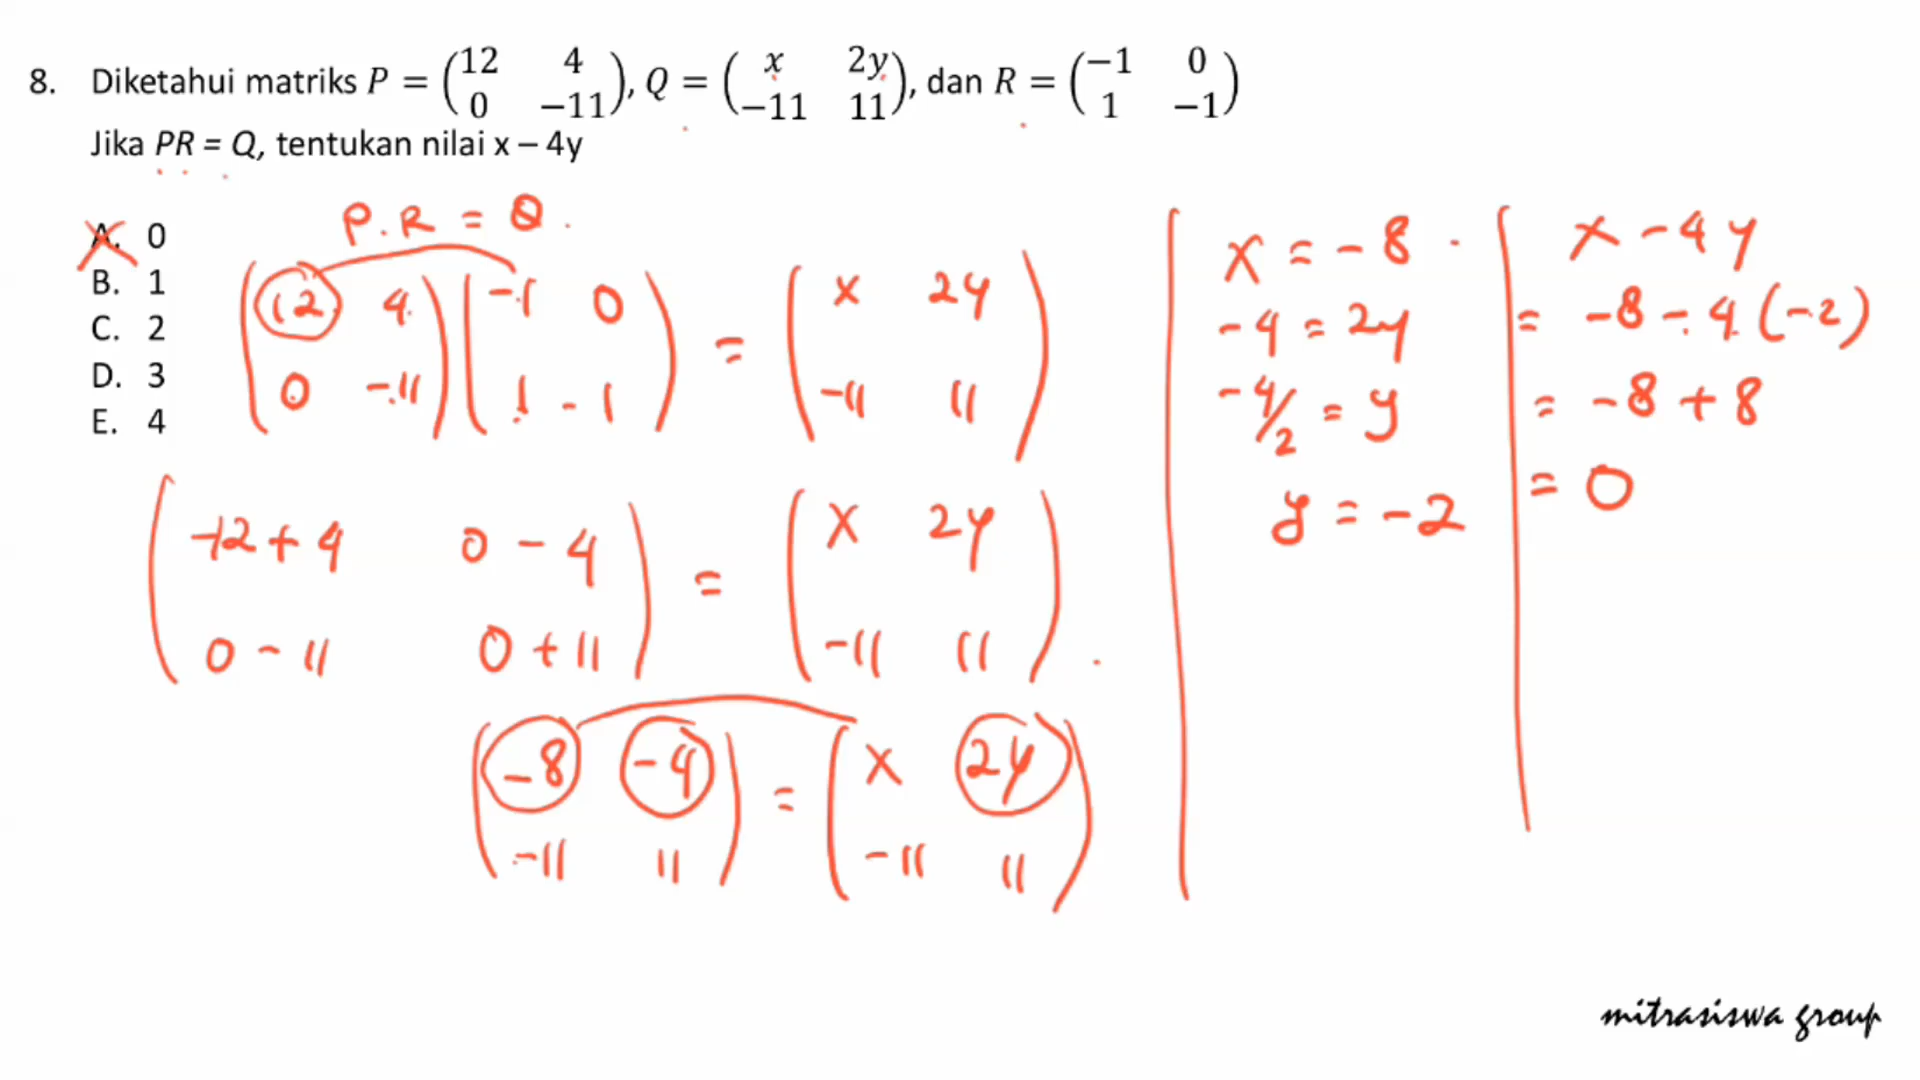 8. Diketahui matriks P = (12 4 0 −11), Q = (x 2y −11 11), dan R = (−1 0 1 −1)
Jika PR = Q, tentukan nilai x – 4y
A. 0
B. 1
C. 2
D. 3
E. 4
P.R = Q.
(12 4) (-1 0) = (x 2y)
(0 -11) (1 -1) = (-11 11)
(-12+4 0-4) = (x 2y)
(0-11 0+11) = (-11 11).
(-8 -4) = (x 2y)
(-11 11) = (-11 11)
x = -8
-4 = 2y
-4/2 = y
y = -2
x - 4y
= -8 - 4(-2)
= -8 + 8
= 0
mitrasiswa group